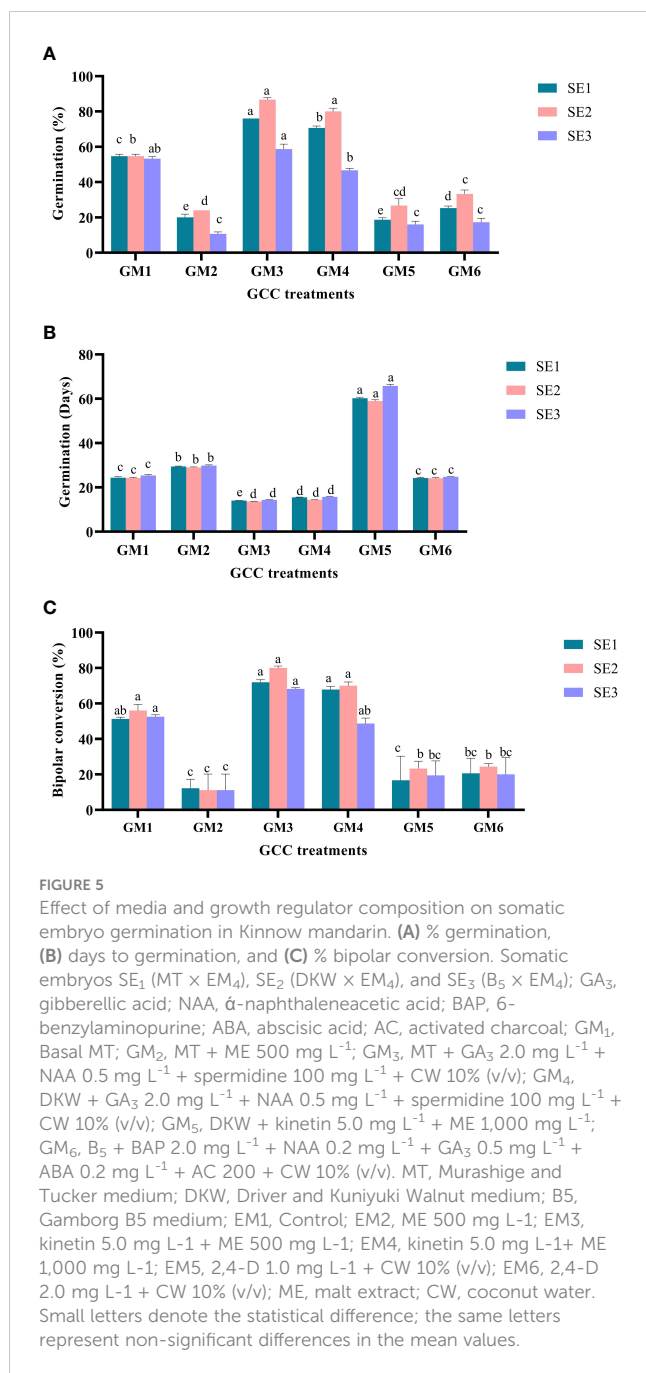 A
Germination (%)
100
80
60
40
20
0
c b ab
e d c
a a a
b a b
e cd c
d c c
GM1 GM2 GM3 GM4 GM5 GM6
GCC treatments
SE1
SE2
SE3
B
Germination (Days)
80
60
40
20
0
c c c
b b b
e d d
d d d
a a a
c c c
GM1 GM2 GM3 GM4 GM5 GM6
GCC treatments
SE1
SE2
SE3
C
Bipolar conversion (%)
100
80
60
40
20
0
ab a a
c c c
a a a
a a ab
c b bc
bc b bc
GM1 GM2 GM3 GM4 GM5 GM6
GCC treatments
SE1
SE2
SE3
FIGURE 5
Effect of media and growth regulator composition on somatic
embryo germination in Kinnow mandarin. (A) % germination,
(B) days to germination, and (C) % bipolar conversion. Somatic
embryos SE₁ (MT × EM₄), SE₂ (DKW × EM₄), and SE₃ (B₅ × EM₄); GA₃,
gibberellic acid; NAA, ά-naphthaleneacetic acid; BAP, 6-
benzylaminopurine; ABA, abscisic acid; AC, activated charcoal; GM₁,
Basal MT; GM₂, MT + ME 500 mg L⁻¹; GM₃, MT + GA₃ 2.0 mg L⁻¹ +
NAA 0.5 mg L⁻¹ + spermidine 100 mg L⁻¹ + CW 10% (v/v); GM₄,
DKW + GA₃ 2.0 mg L⁻¹ + NAA 0.5 mg L⁻¹ + spermidine 100 mg L⁻¹ +
CW 10% (v/v); GM₅, DKW + kinetin 5.0 mg L⁻¹ + ME 1,000 mg L⁻¹;
GM₆, B₅ + BAP 2.0 mg L⁻¹ + NAA 0.2 mg L⁻¹ + GA₃ 0.5 mg L⁻¹ +
ABA 0.2 mg L⁻¹ + AC 200 + CW 10% (v/v). MT, Murashige and
Tucker medium; DKW, Driver and Kuniyuki Walnut medium; B5,
Gamborg B5 medium; EM1, Control; EM2, ME 500 mg L-1; EM3,
kinetin 5.0 mg L-1 + ME 500 mg L-1; EM4, kinetin 5.0 mg L-1+ ME
1,000 mg L-1; EM5, 2,4-D 1.0 mg L-1 + CW 10% (v/v); EM6, 2,4-D
2.0 mg L-1 + CW 10% (v/v); ME, malt extract; CW, coconut water.
Small letters denote the statistical difference; the same letters
represent non-significant differences in the mean values.